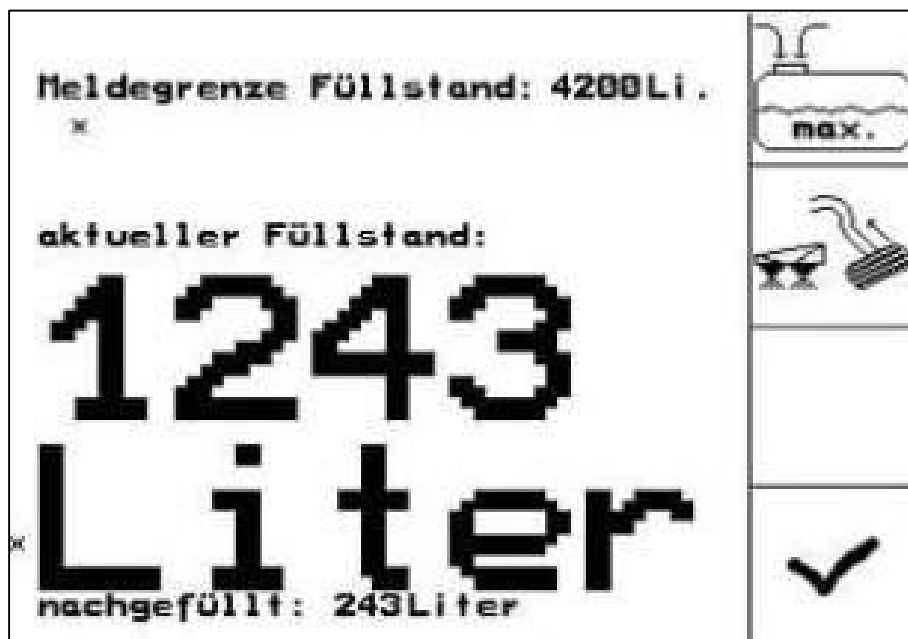 Meldegrenze Füllstand: 4200Li.
max.
aktueller Füllstand:
1243
Liter
nachgefüllt: 243Liter